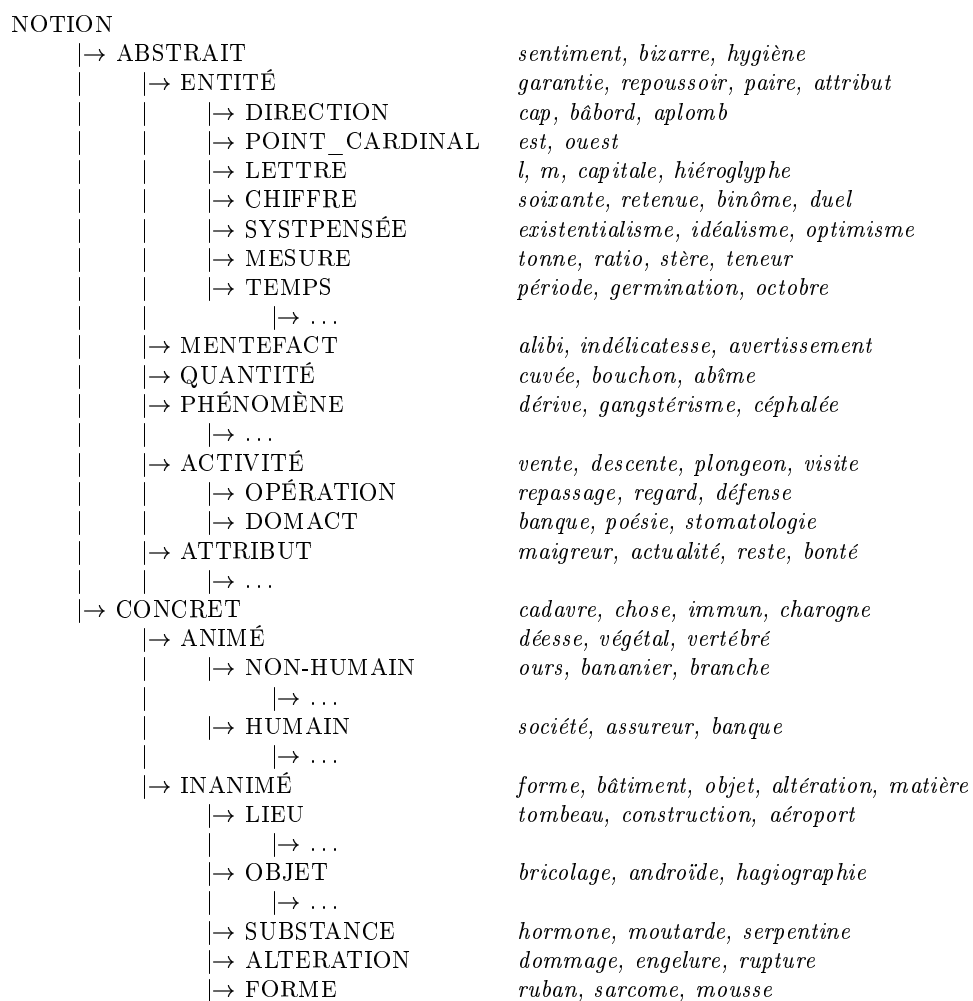 NOTION
|→ ABSTRAIT sentiment, bizarre, hygiène
| |→ ENTITÉ garantie, repoussoir, paire, attribut
| | |→ DIRECTION cap, bâbord, aplomb
| | |→ POINT_CARDINAL est, ouest
| | |→ LETTRE l, m, capitale, hiéroglyphe
| | |→ CHIFFRE soixante, retenue, binôme, duel
| | |→ SYSTPENSÉE existentialisme, idéalisme, optimisme
| | |→ MESURE tonne, ratio, stère, teneur
| | |→ TEMPS période, germination, octobre
| | |→ ...
| |→ MENTEFACT alibi, indélicatesse, avertissement
| |→ QUANTITÉ cuvée, bouchon, abîme
| |→ PHÉNOMÈNE dérive, gangstérisme, céphalée
| | |→ ...
| |→ ACTIVITÉ vente, descente, plongeon, visite
| | |→ OPÉRATION repassage, regard, défense
| | |→ DOMACT banque, poésie, stomatologie
| |→ ATTRIBUT maigreur, actualité, reste, bonté
| | |→ ...
|→ CONCRET cadavre, chose, immun, charogne
|→ ANIMÉ déesse, végétal, vertébré
| |→ NON-HUMAIN ours, bananier, branche
| |→ ...
| |→ HUMAIN société, assureur, banque
| |→ ...
|→ INANIMÉ forme, bâtiment, objet, altération, matière
|→ LIEU tombeau, construction, aéroport
| |→ ...
|→ OBJET bricolage, androïde, hagiographie
| |→ ...
|→ SUBSTANCE hormone, moutarde, serpentine
|→ ALTERATION dommage, engelure, rupture
|→ FORME ruban, sarcome, mousse